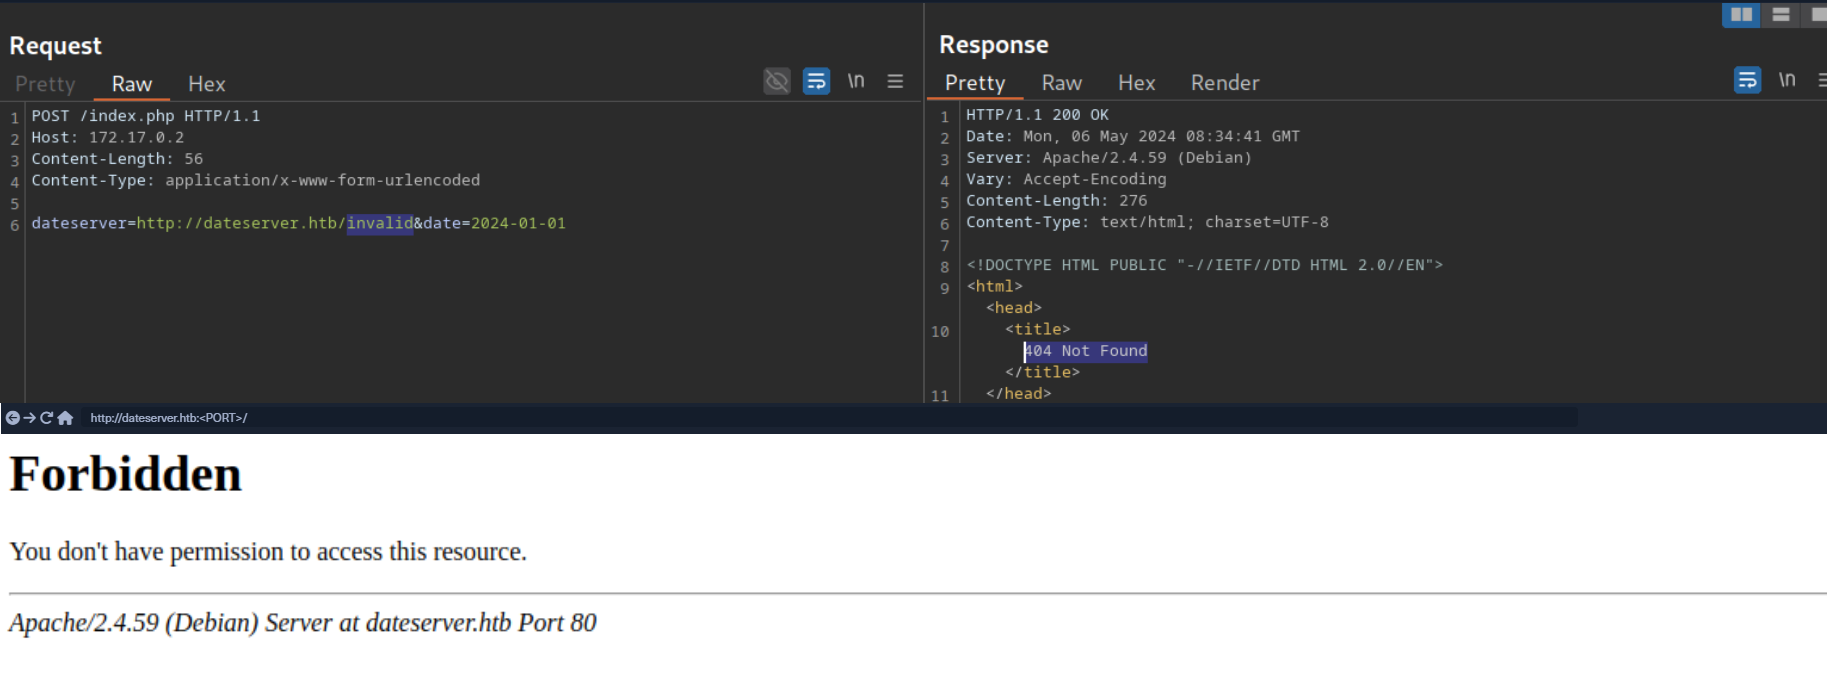 Request
Pretty Raw Hex \n
1 POST /index.php HTTP/1.1
2 Host: 172.17.0.2
3 Content-Length: 56
4 Content-Type: application/x-www-form-urlencoded
5
6 dateserver=http://dateserver.htb/invalid&date=2024-01-01
Response
Pretty Raw Hex Render \n
1 HTTP/1.1 200 OK
2 Date: Mon, 06 May 2024 08:34:41 GMT
3 Server: Apache/2.4.59 (Debian)
4 Vary: Accept-Encoding
5 Content-Length: 276
6 Content-Type: text/html; charset=UTF-8
7
8 <!DOCTYPE HTML PUBLIC "-//IETF//DTD HTML 2.0//EN">
9 <html>
<head>
10 <title>
404 Not Found
</title>
11 </head>
http://dateserver.htb:<PORT>/
Forbidden
You don't have permission to access this resource.
Apache/2.4.59 (Debian) Server at dateserver.htb Port 80